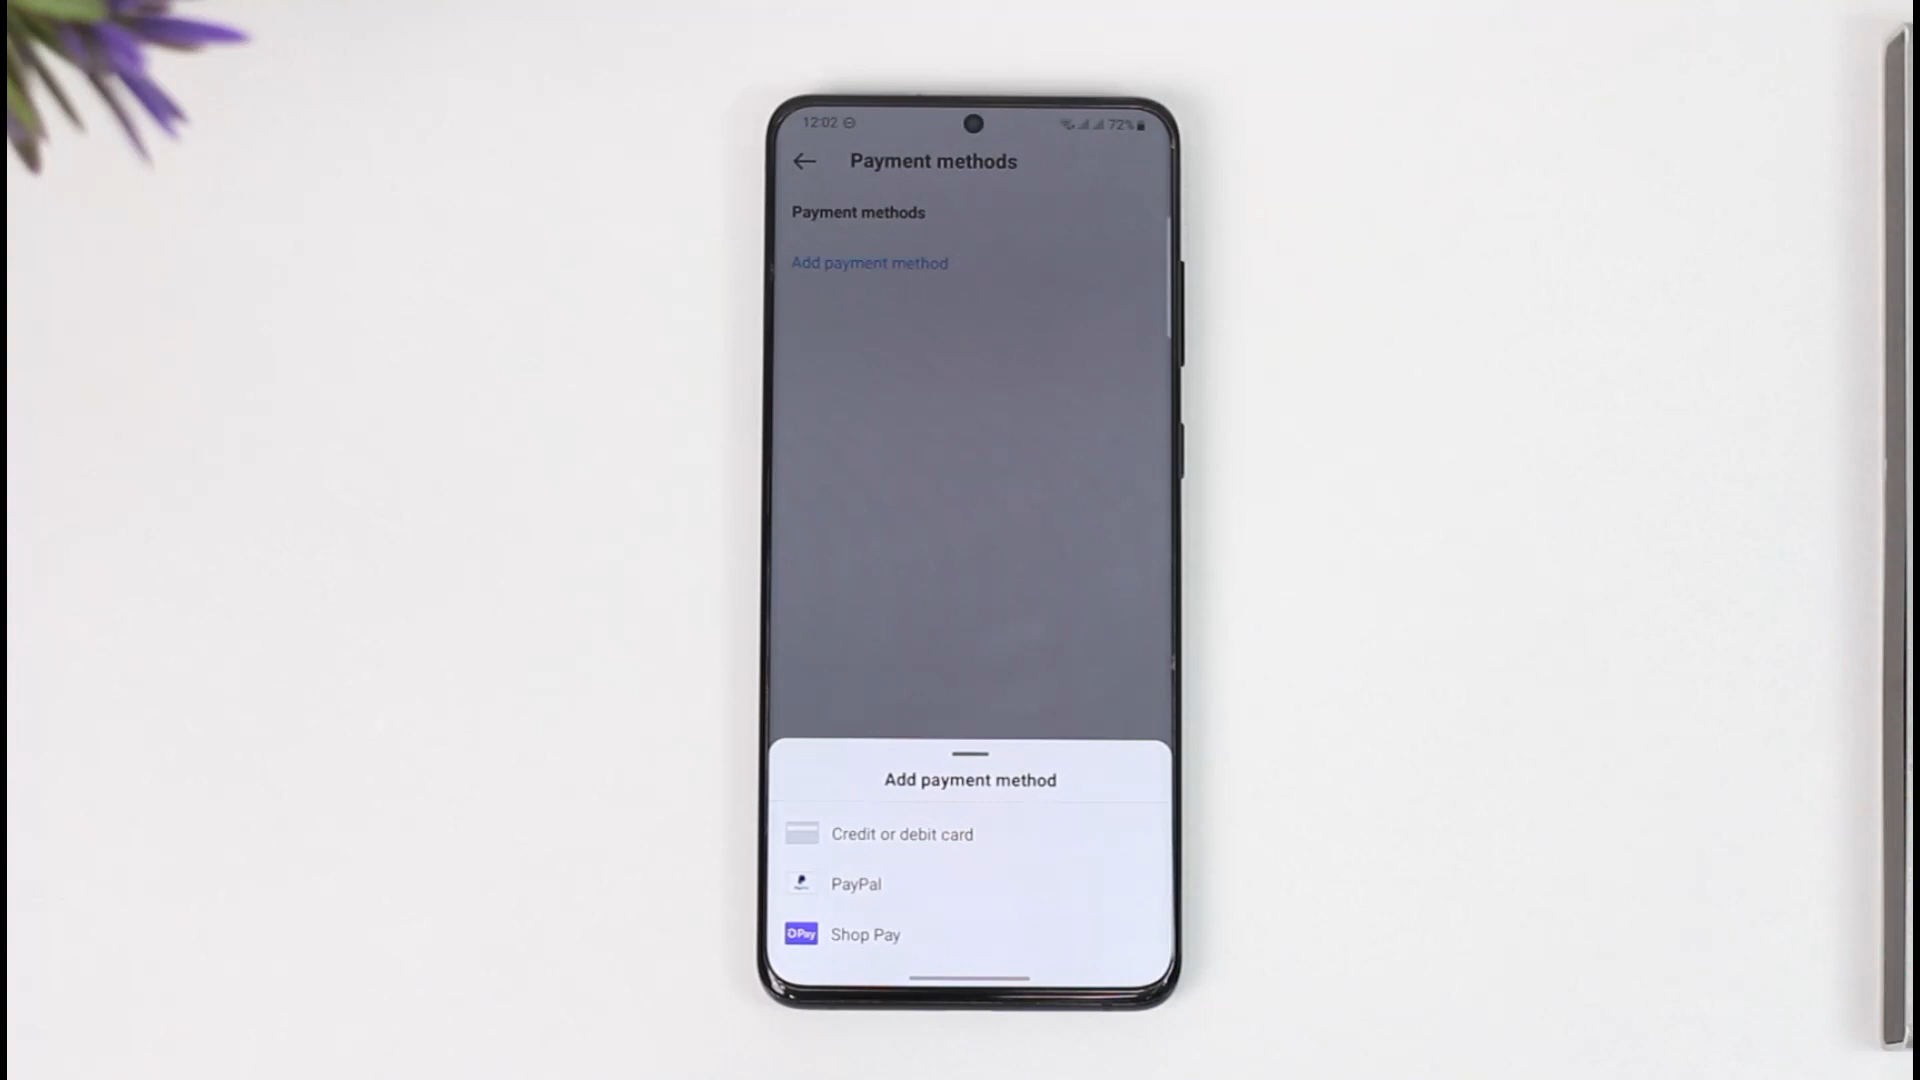 12:02
72%
Payment methods
Payment methods
Add payment method
Add payment method
Credit or debit card
PayPal
Shop Pay
Pay